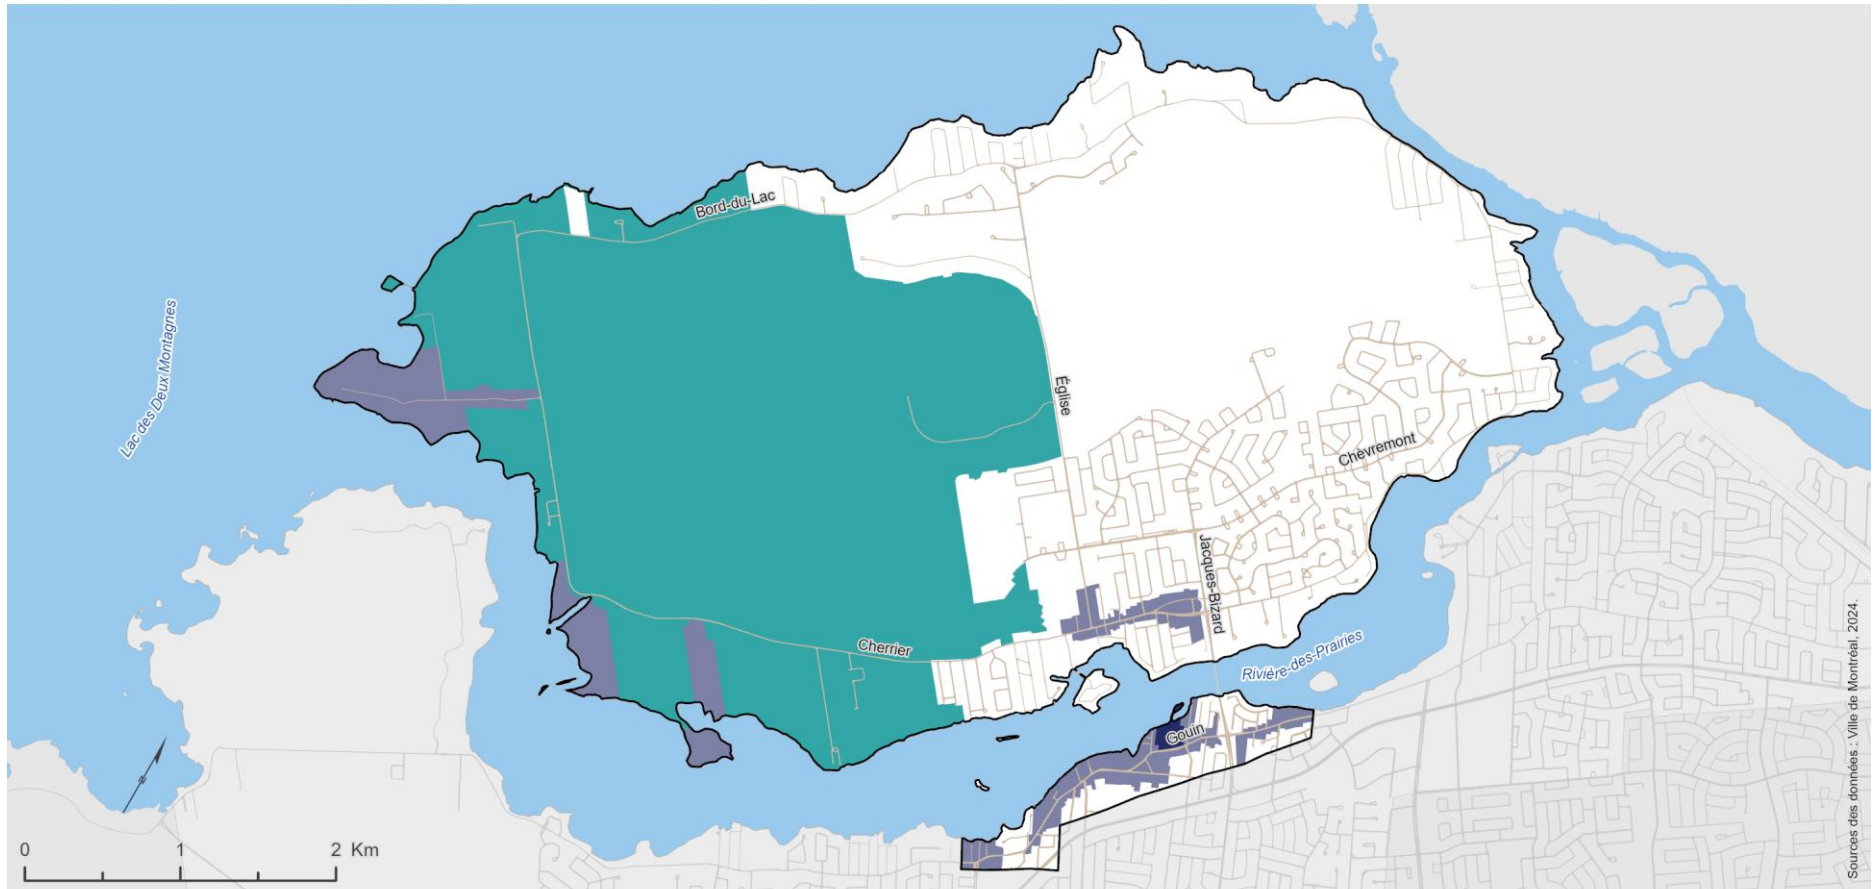 Bord-du-Lac
Lac des Deux Montagnes
Église
Chèvremont
Jacques-Bizard
Cherrier
Rivière-des-Prairies
Gouin
N
0 1 2 Km
Sources des données : Ville de Montréal, 2024.